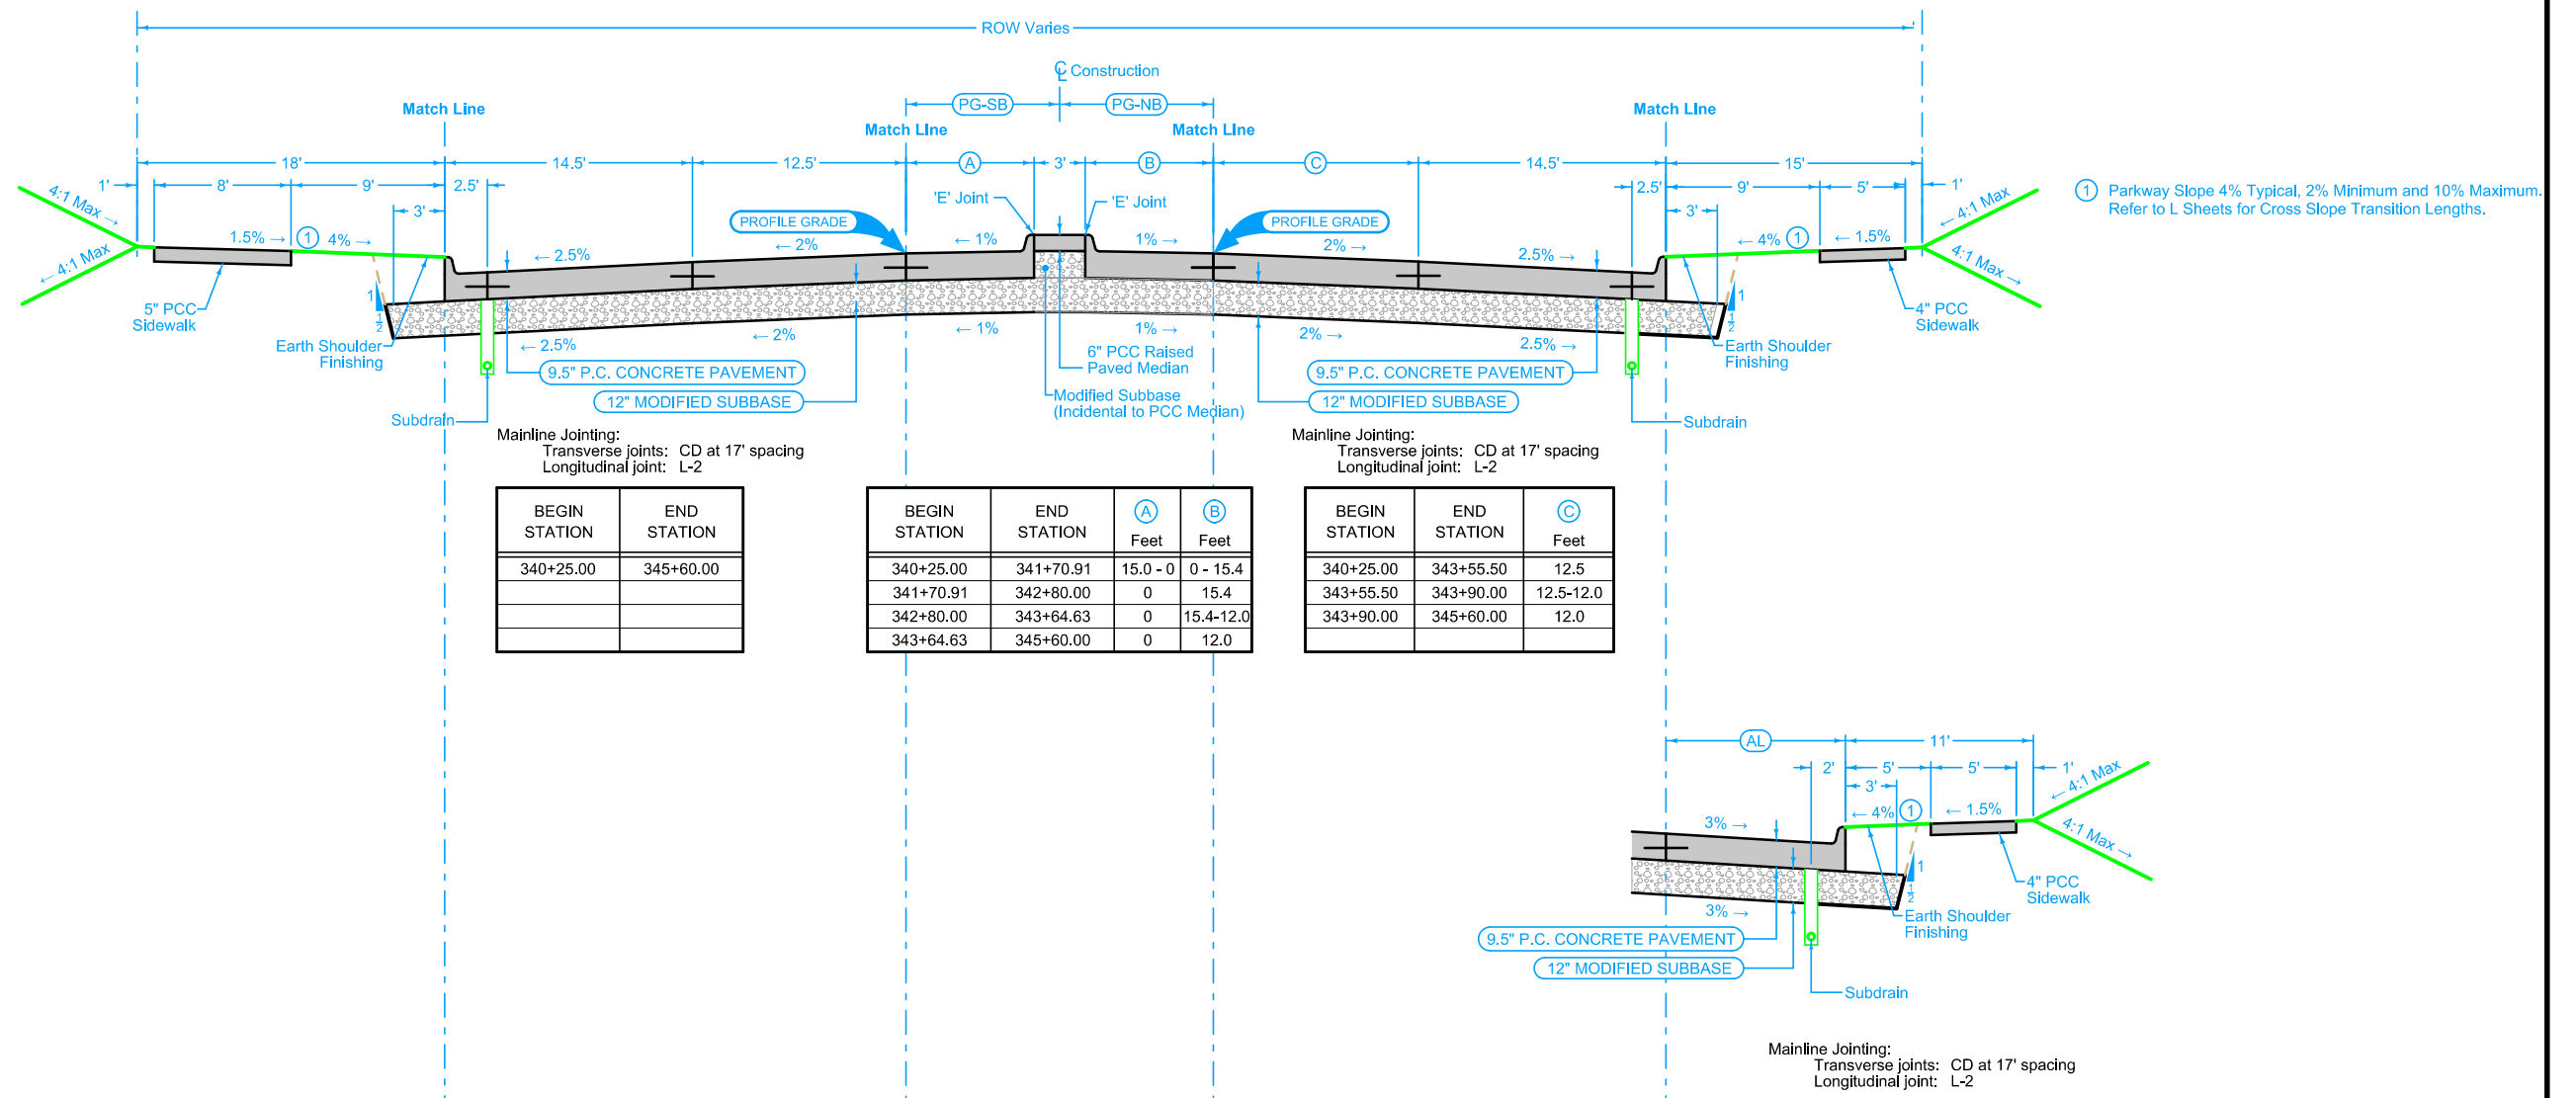 ROW Varies
℄ Construction
PG-SB
PG-NB
Match LIne
Match LIne
Match LIne
Match LIne
18'
14.5'
12.5'
A
3'
B
C
14.5'
15'
1'
8'
9'
2.5'
2.5'
9'
5'
1'
3'
3'
4:1 Max →
← 4:1 Max
'E' Joint
'E' Joint
PROFILE GRADE
PROFILE GRADE
1.5% →
1
4% →
← 2.5%
← 2%
← 1%
1% →
2% →
2.5% →
← 4%
1
← 1.5%
← 4:1 Max
4:1 Max →
1 Parkway Slope 4% Typical, 2% Minimum and 10% Maximum.
Refer to L Sheets for Cross Slope Transition Lengths.
5" PCC
Sidewalk
1
1/2
1
1/2
4" PCC
Sidewalk
Earth Shoulder
Finishing
← 2.5%
← 2%
← 1%
1% →
2% →
2.5% →
Earth Shoulder
Finishing
6" PCC Raised
Paved Median
9.5" P.C. CONCRETE PAVEMENT
9.5" P.C. CONCRETE PAVEMENT
12" MODIFIED SUBBASE
Modified Subbase
(Incidental to PCC Median)
12" MODIFIED SUBBASE
Subdrain
Subdrain
Mainline Jointing:
Transverse joints: CD at 17' spacing
Longitudinal joint: L-2
Mainline Jointing:
Transverse joints: CD at 17' spacing
Longitudinal joint: L-2
BEGIN STATION END STATION
340+25.00 345+60.00
BEGIN STATION END STATION A Feet B Feet
340+25.00 341+70.91 15.0 - 0 0 - 15.4
341+70.91 342+80.00 0 15.4
342+80.00 343+64.63 0 15.4-12.0
343+64.63 345+60.00 0 12.0
BEGIN STATION END STATION C Feet
340+25.00 343+55.50 12.5
343+55.50 343+90.00 12.5-12.0
343+90.00 345+60.00 12.0
AL
11'
2'
5'
5'
1'
3'
← 4:1 Max
4:1 Max →
3% →
← 4%
1
← 1.5%
1
1/2
4" PCC
Sidewalk
3% →
Earth Shoulder
Finishing
9.5" P.C. CONCRETE PAVEMENT
12" MODIFIED SUBBASE
Subdrain
Mainline Jointing:
Transverse joints: CD at 17' spacing
Longitudinal joint: L-2